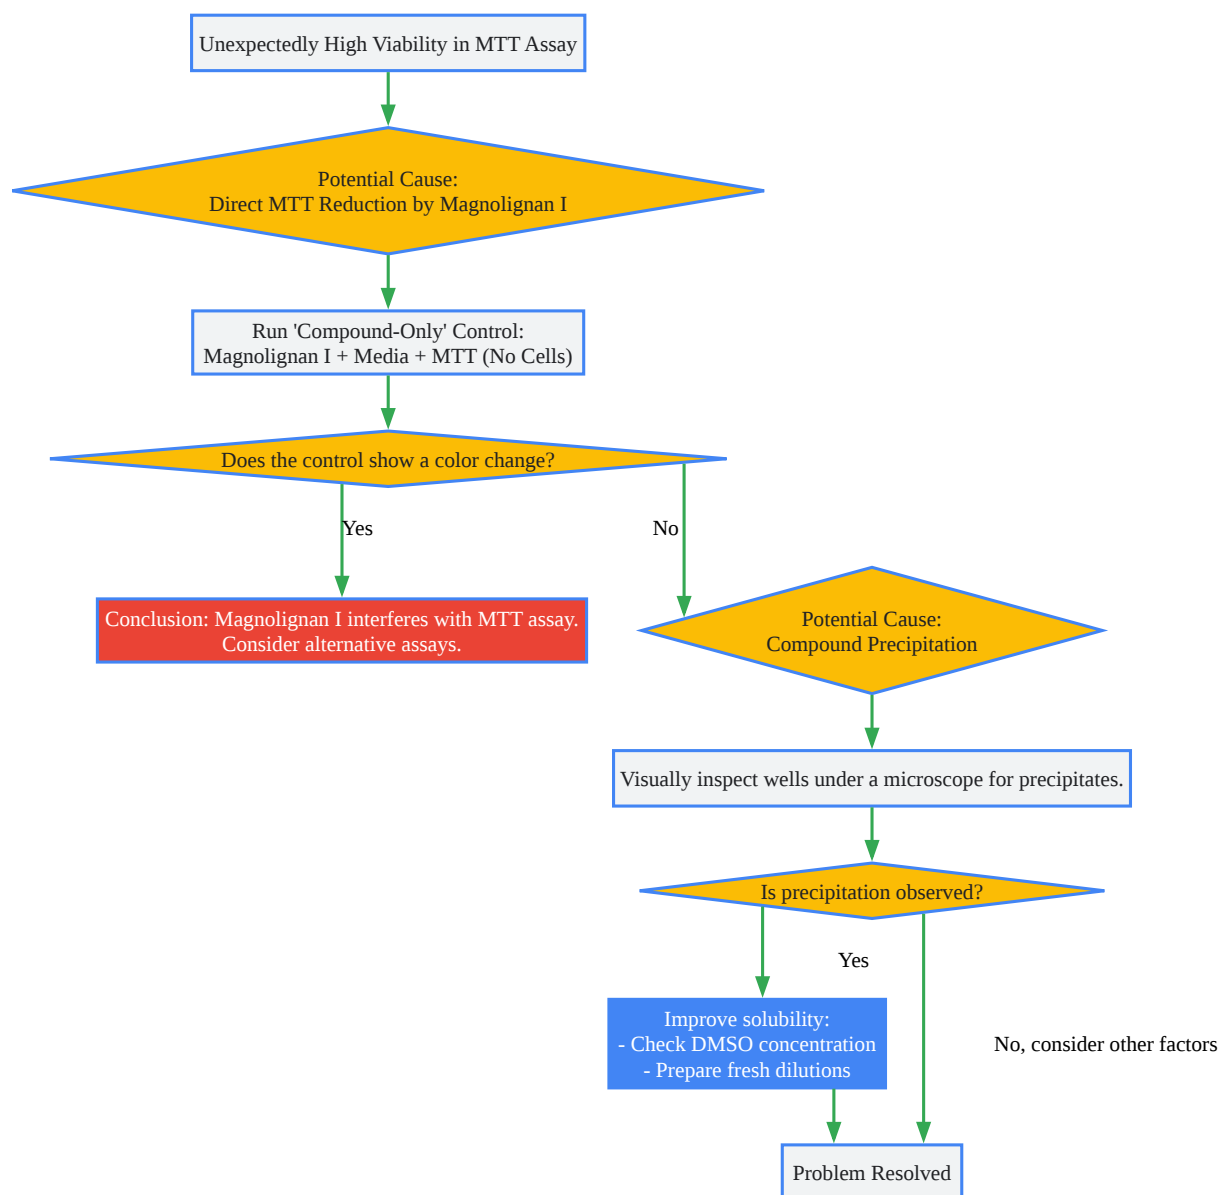 Unexpectedly High Viability in MTT Assay
Potential Cause:
Direct MTT Reduction by Magnolignan I
Run 'Compound-Only' Control:
Magnolignan I + Media + MTT (No Cells)
Does the control show a color change?
Yes
No
Conclusion: Magnolignan I interferes with MTT assay.
Consider alternative assays.
Potential Cause:
Compound Precipitation
Visually inspect wells under a microscope for precipitates.
Is precipitation observed?
Yes
Improve solubility:
- Check DMSO concentration
- Prepare fresh dilutions
No, consider other factors
Problem Resolved